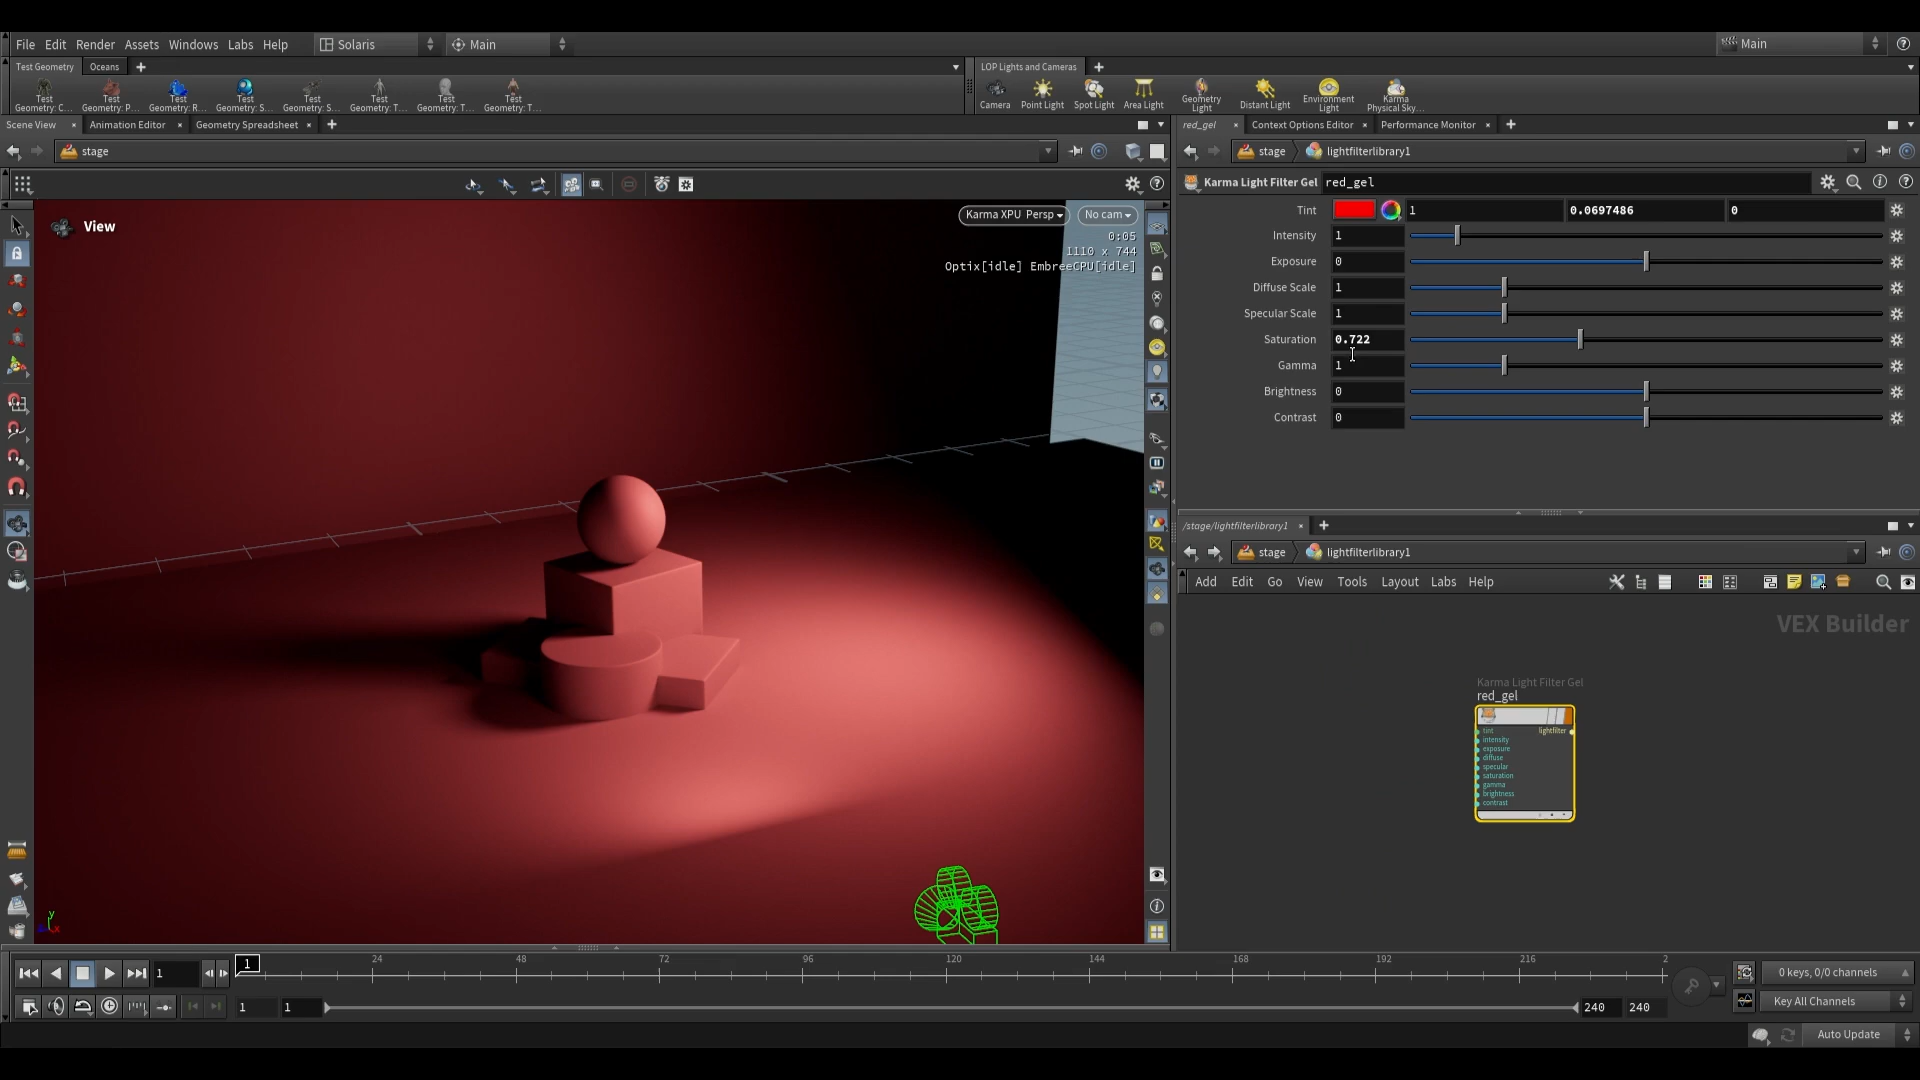 File Edit Render Assets Windows Labs Help Solaris Main Main
Test Geometry Oceans LOP Lights and Cameras
Test Geometry: C... Test Geometry: P... Test Geometry: R... Test Geometry: S... Test Geometry: S... Test Geometry: T... Test Geometry: T... Test Geometry: T...
Camera Point Light Spot Light Area Light Geometry Light Distant Light Environment Light Karma Physical Sky...
Scene View Animation Editor Geometry Spreadsheet
red_gel Context Options Editor Performance Monitor
stage
stage lightfilterlibrary1
Karma Light Filter Gel red_gel
View
Karma XPU Persp No cam
0:05
1110 x 744
Optix[idle] EmbreeCPU[idle]
Tint 1 0.0697486 0
Intensity 1
Exposure 0
Diffuse Scale 1
Specular Scale 1
Saturation 0.722
Gamma 1
Brightness 0
Contrast 0
/stage/lightfilterlibrary1
stage lightfilterlibrary1
Add Edit Go View Tools Layout Labs Help
VEX Builder
Karma Light Filter Gel
red_gel
tint lightfilter
intensity
exposure
diffuse
specular
saturation
gamma
brightness
contrast
y
x
1 1 24 48 72 96 120 144 168 192 216 2
0 keys, 0/0 channels
1 1 240 240
Key All Channels
Auto Update